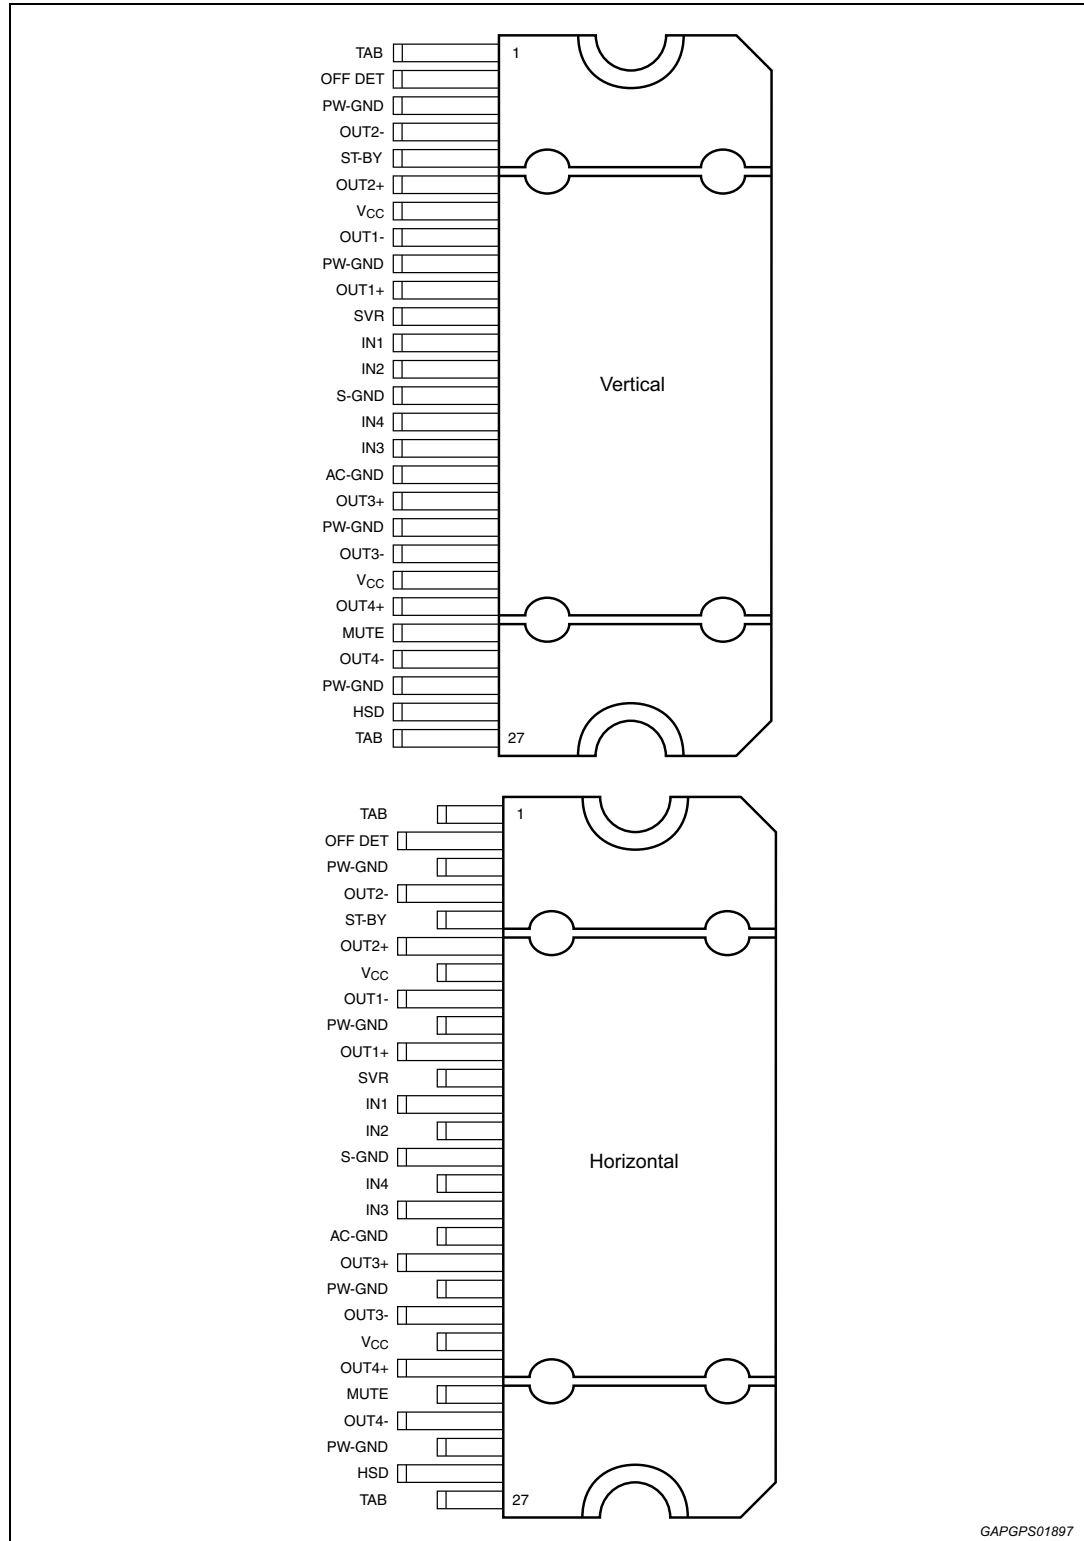 TAB 1
OFF DET
PW-GND
OUT2-
ST-BY
OUT2+
VCC
OUT1-
PW-GND
OUT1+
SVR
IN1
IN2
Vertical
S-GND
IN4
IN3
AC-GND
OUT3+
PW-GND
OUT3-
VCC
OUT4+
MUTE
OUT4-
PW-GND
HSD
TAB 27
TAB 1
OFF DET
PW-GND
OUT2-
ST-BY
OUT2+
VCC
OUT1-
PW-GND
OUT1+
SVR
IN1
IN2
S-GND
Horizontal
IN4
IN3
AC-GND
OUT3+
PW-GND
OUT3-
VCC
OUT4+
MUTE
OUT4-
PW-GND
HSD
TAB 27
GAPGPS01897